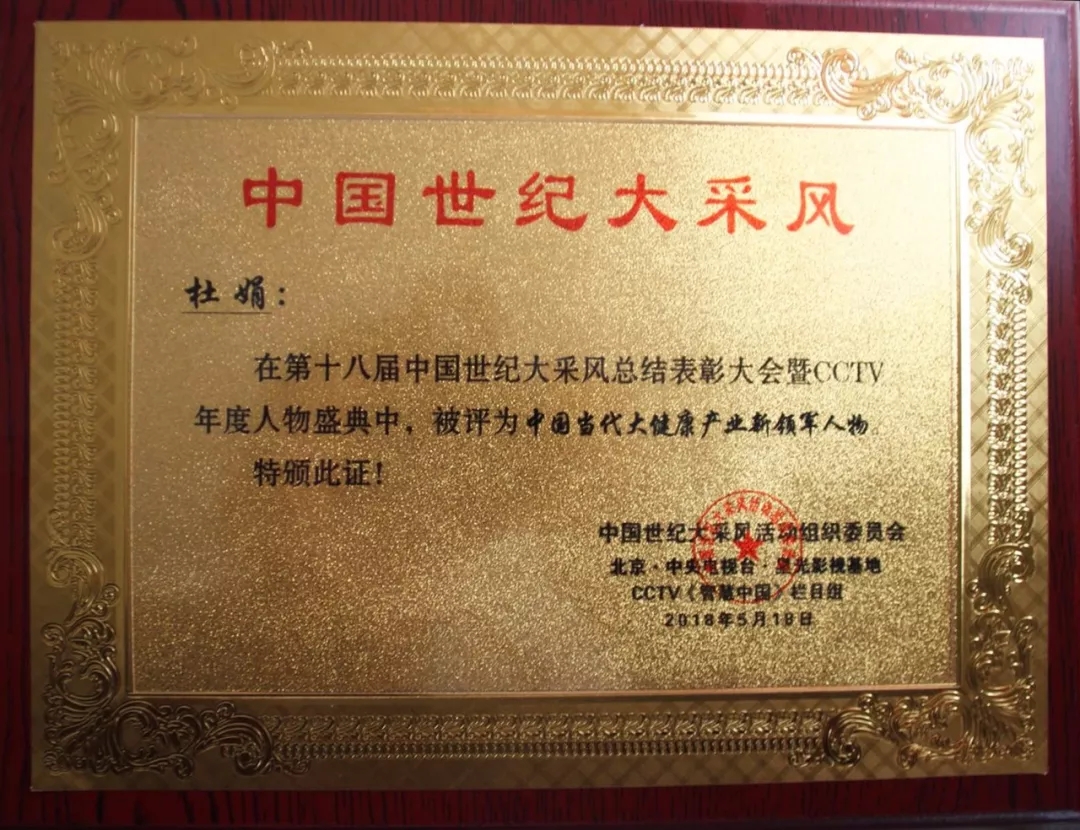 中国世纪大采风
杜娟：
在第十八届中国世纪大采风总结表彰大会暨CCTV
年度人物盛典中，被评为中国当代大健康产业新领军人物
特颁此证！
中国世纪大采风活动组织委员会
北京·中央电视台·星光影视基地
CCTV《智慧中国》栏目组
2018年5月19日